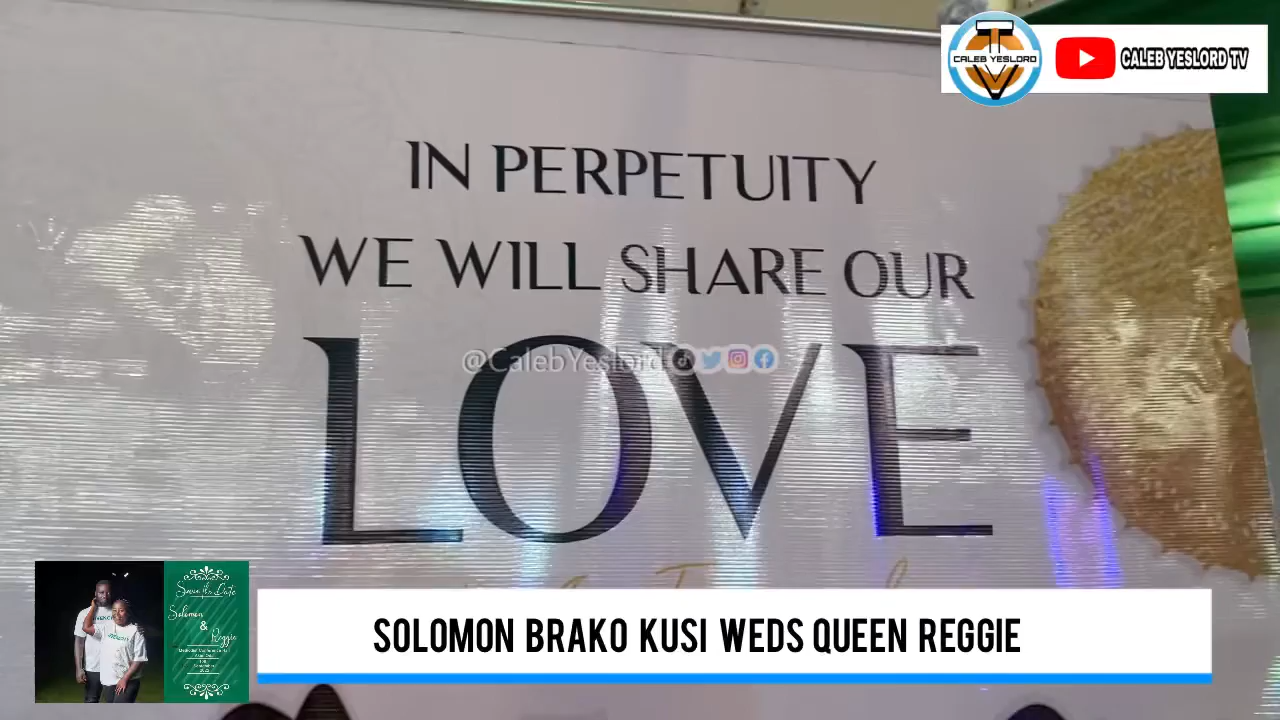 CALEB YESLORD
CALEB YESLORD TV
IN PERPETUITY
WE WILL SHARE OUR
LOVE
@CalebYeslord
Save the Date
Solomon
&
Reggie
SOLOMON BRAKO KUSI WEDS QUEEN REGGIE